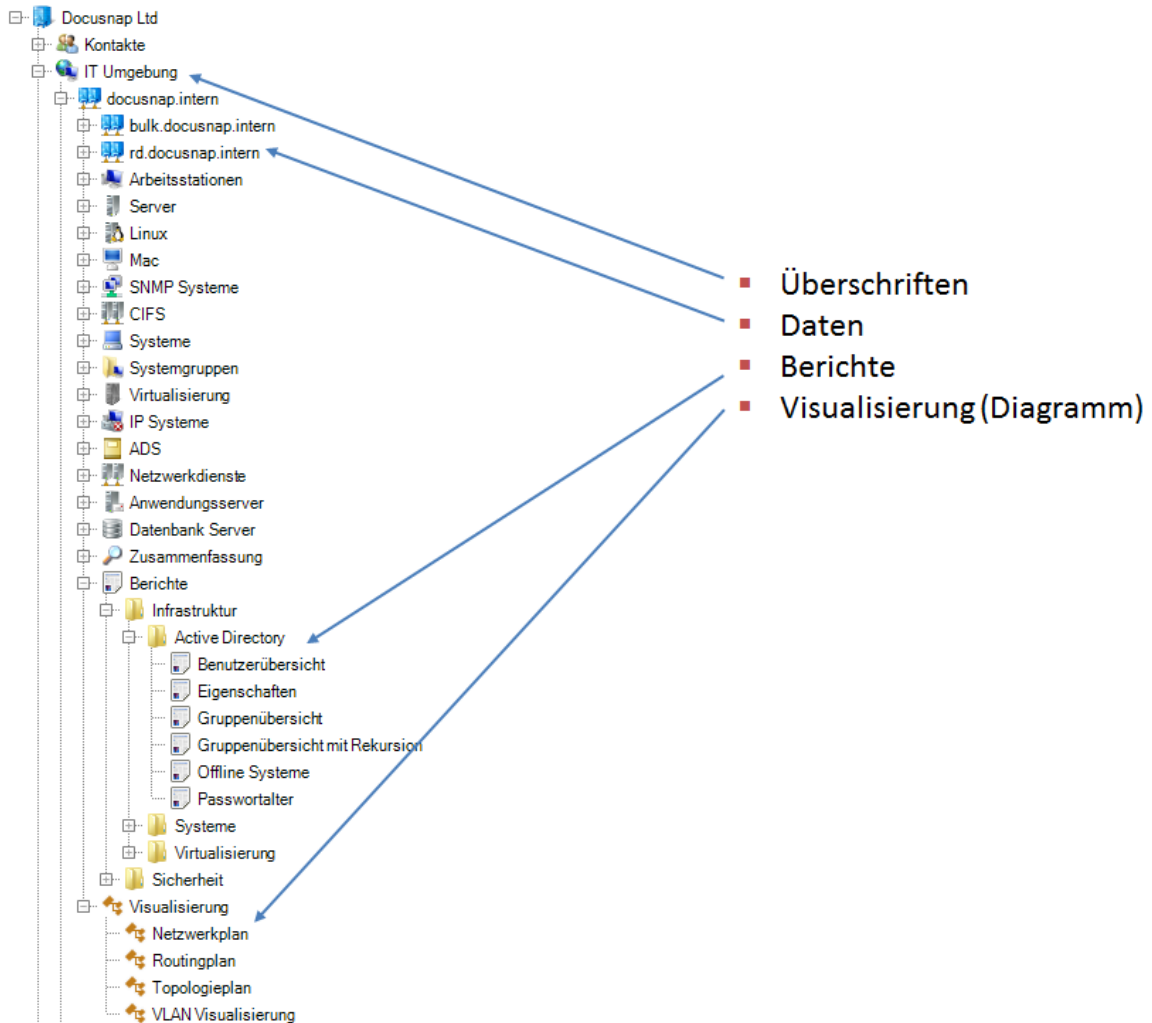 Docusnap Ltd
Kontakte
IT Umgebung
docusnap.intern
bulk.docusnap.intern
rd.docusnap.intern
Arbeitsstationen
Server
Linux
Mac
SNMP Systeme
CIFS
Systeme
Systemgruppen
Virtualisierung
IP Systeme
ADS
Netzwerkdienste
Anwendungsserver
Datenbank Server
Zusammenfassung
Berichte
Infrastruktur
Active Directory
Benutzerübersicht
Eigenschaften
Gruppenübersicht
Gruppenübersicht mit Rekursion
Offline Systeme
Passwortalter
Systeme
Virtualisierung
Sicherheit
Visualisierung
Netzwerkplan
Routingplan
Topologieplan
VLAN Visualisierung
Überschriften
Daten
Berichte
Visualisierung (Diagramm)